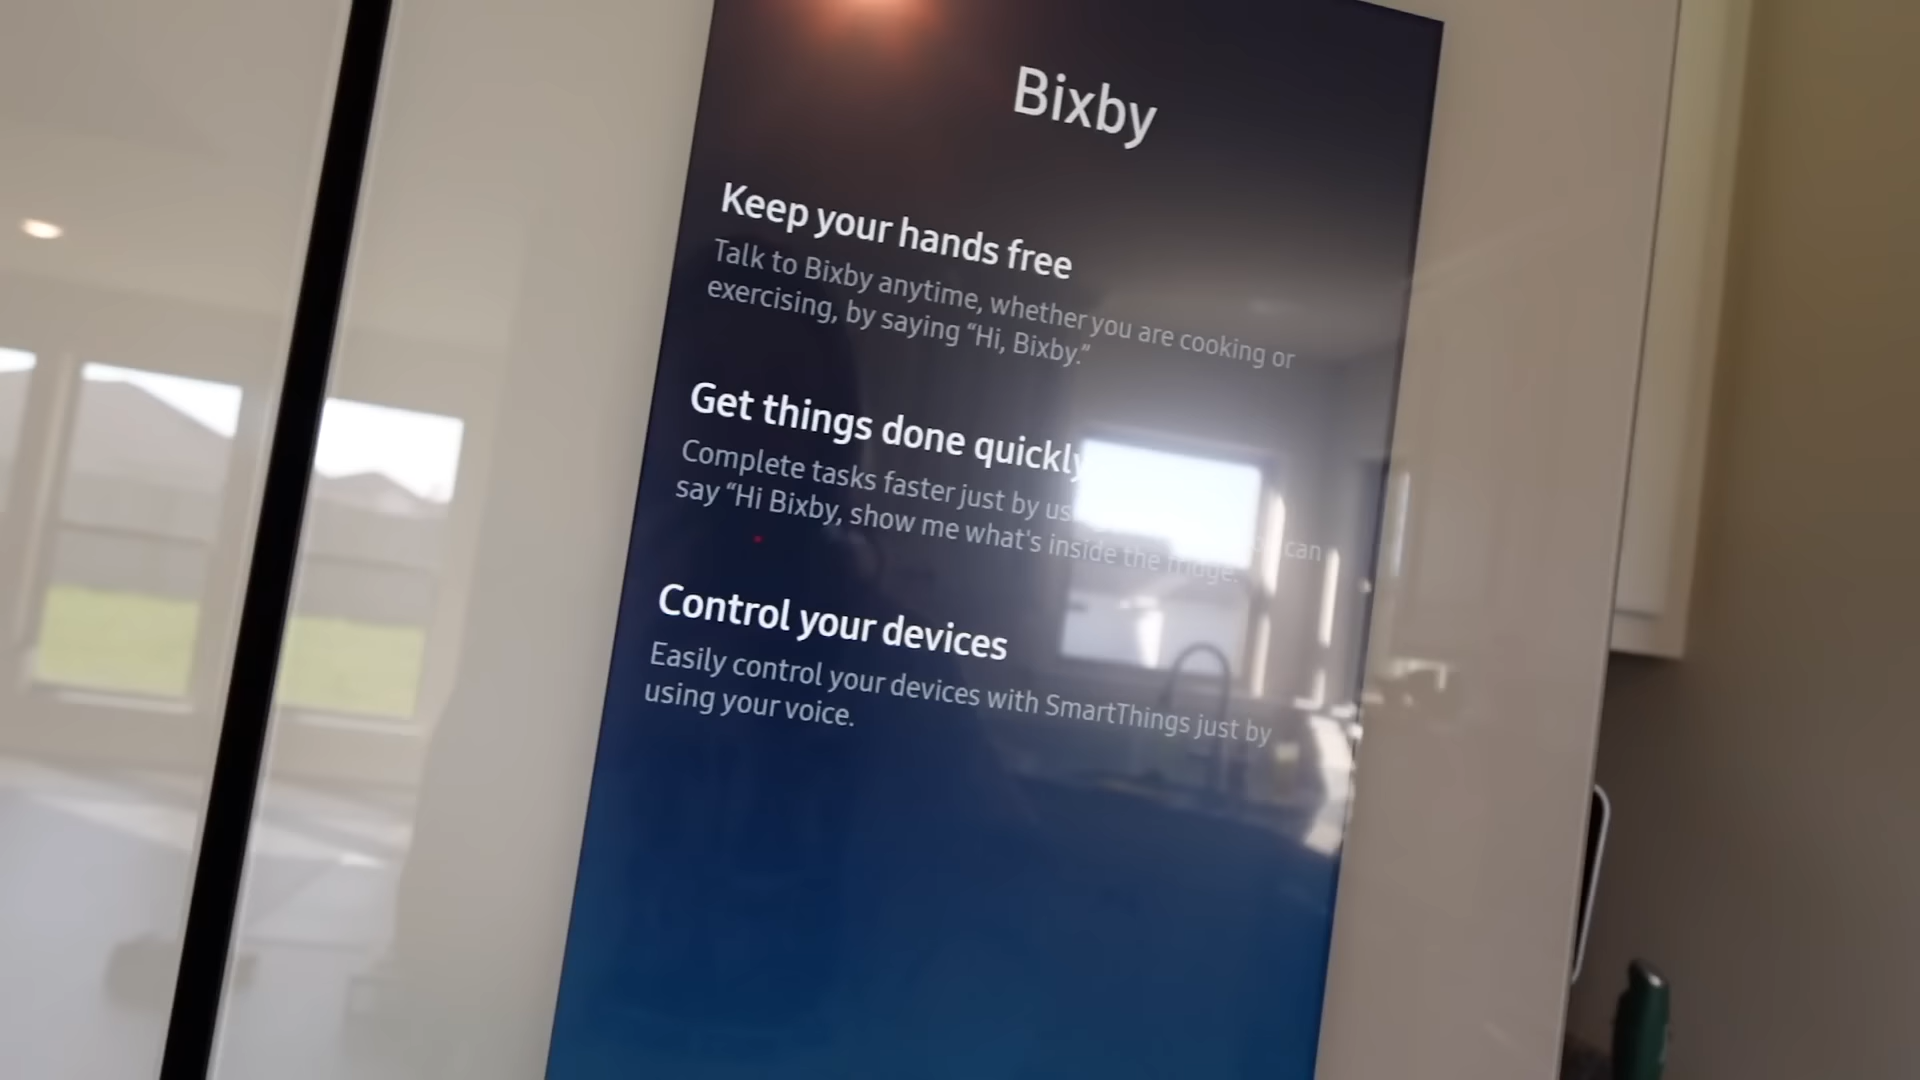 Bixby
Keep your hands free
Talk to Bixby anytime, whether you are cooking or
exercising, by saying “Hi, Bixby.”
Get things done quickly
Complete tasks faster just by can
say “Hi Bixby, show me what's inside the fridge.
Control your devices
Easily control your devices with SmartThings just by
using your voice.